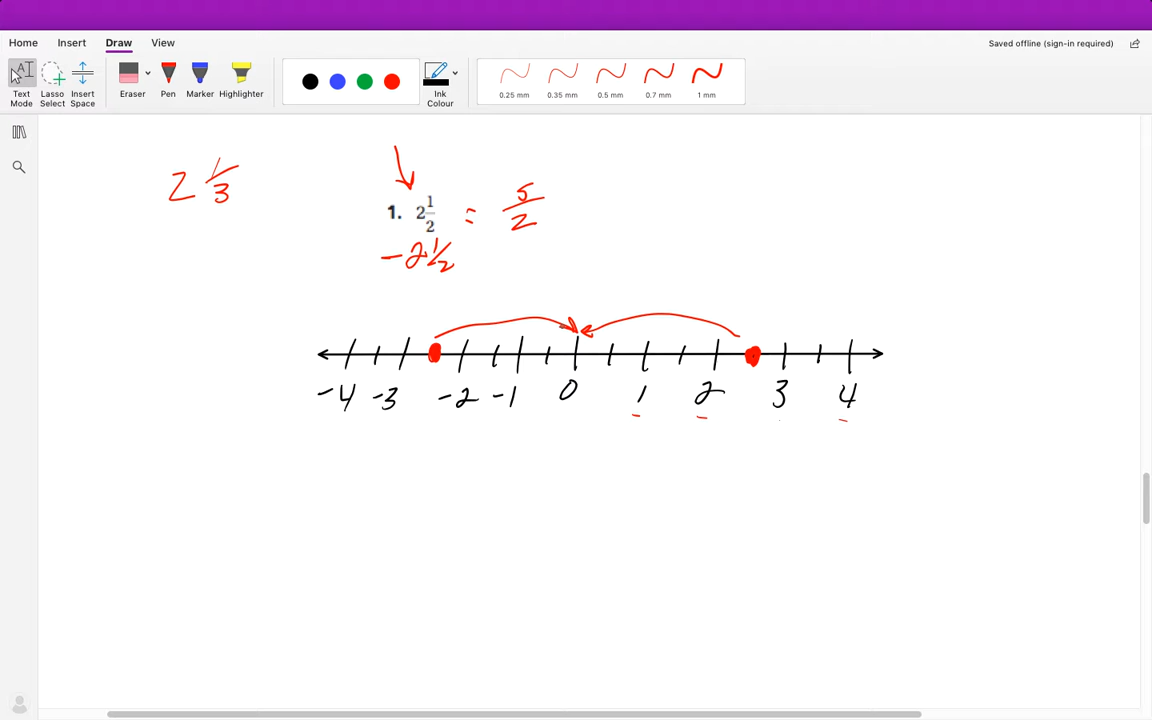 Home Insert Draw View
Saved offline (sign-in required)
Text Mode
Lasso Select
Insert Space
Eraser
Pen
Marker
Highlighter
Ink Colour
0.25 mm
0.35 mm
0.5 mm
0.7 mm
1 mm
2 1/3
1. 2 1/2 = 5/2
-2 1/2
-4 -3 -2 -1 0 1 2 3 4